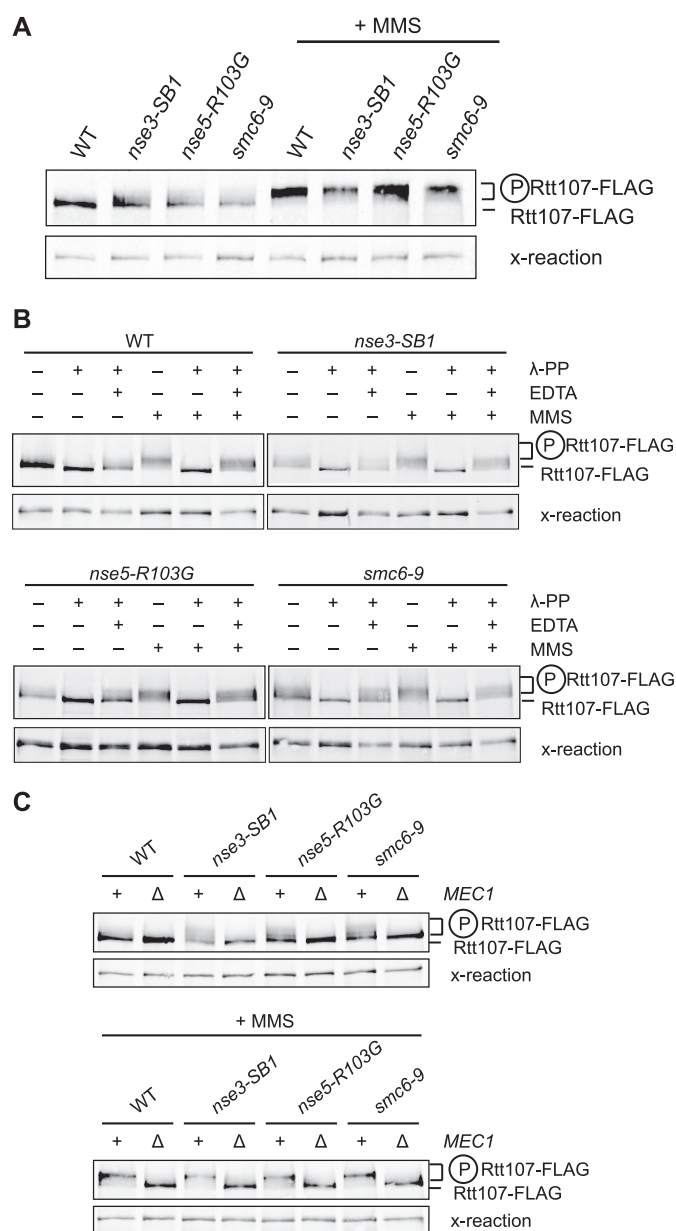 A
+ MMS
WT nse3-SB1 nse5-R103G smc6-9 WT nse3-SB1 nse5-R103G smc6-9
P Rtt107-FLAG
Rtt107-FLAG
x-reaction
B
WT nse3-SB1
– + + – + + – + + – + + λ-PP
– – + – – + – – + – – + EDTA
– – – + + + – – – + + + MMS
P Rtt107-FLAG
Rtt107-FLAG
x-reaction
nse5-R103G smc6-9
– + + – + + – + + – + + λ-PP
– – + – – + – – + – – + EDTA
– – – + + + – – – + + + MMS
P Rtt107-FLAG
Rtt107-FLAG
x-reaction
C
WT nse3-SB1 nse5-R103G smc6-9
+ Δ + Δ + Δ + Δ MEC1
P Rtt107-FLAG
Rtt107-FLAG
x-reaction
+ MMS
WT nse3-SB1 nse5-R103G smc6-9
+ Δ + Δ + Δ + Δ MEC1
P Rtt107-FLAG
Rtt107-FLAG
x-reaction